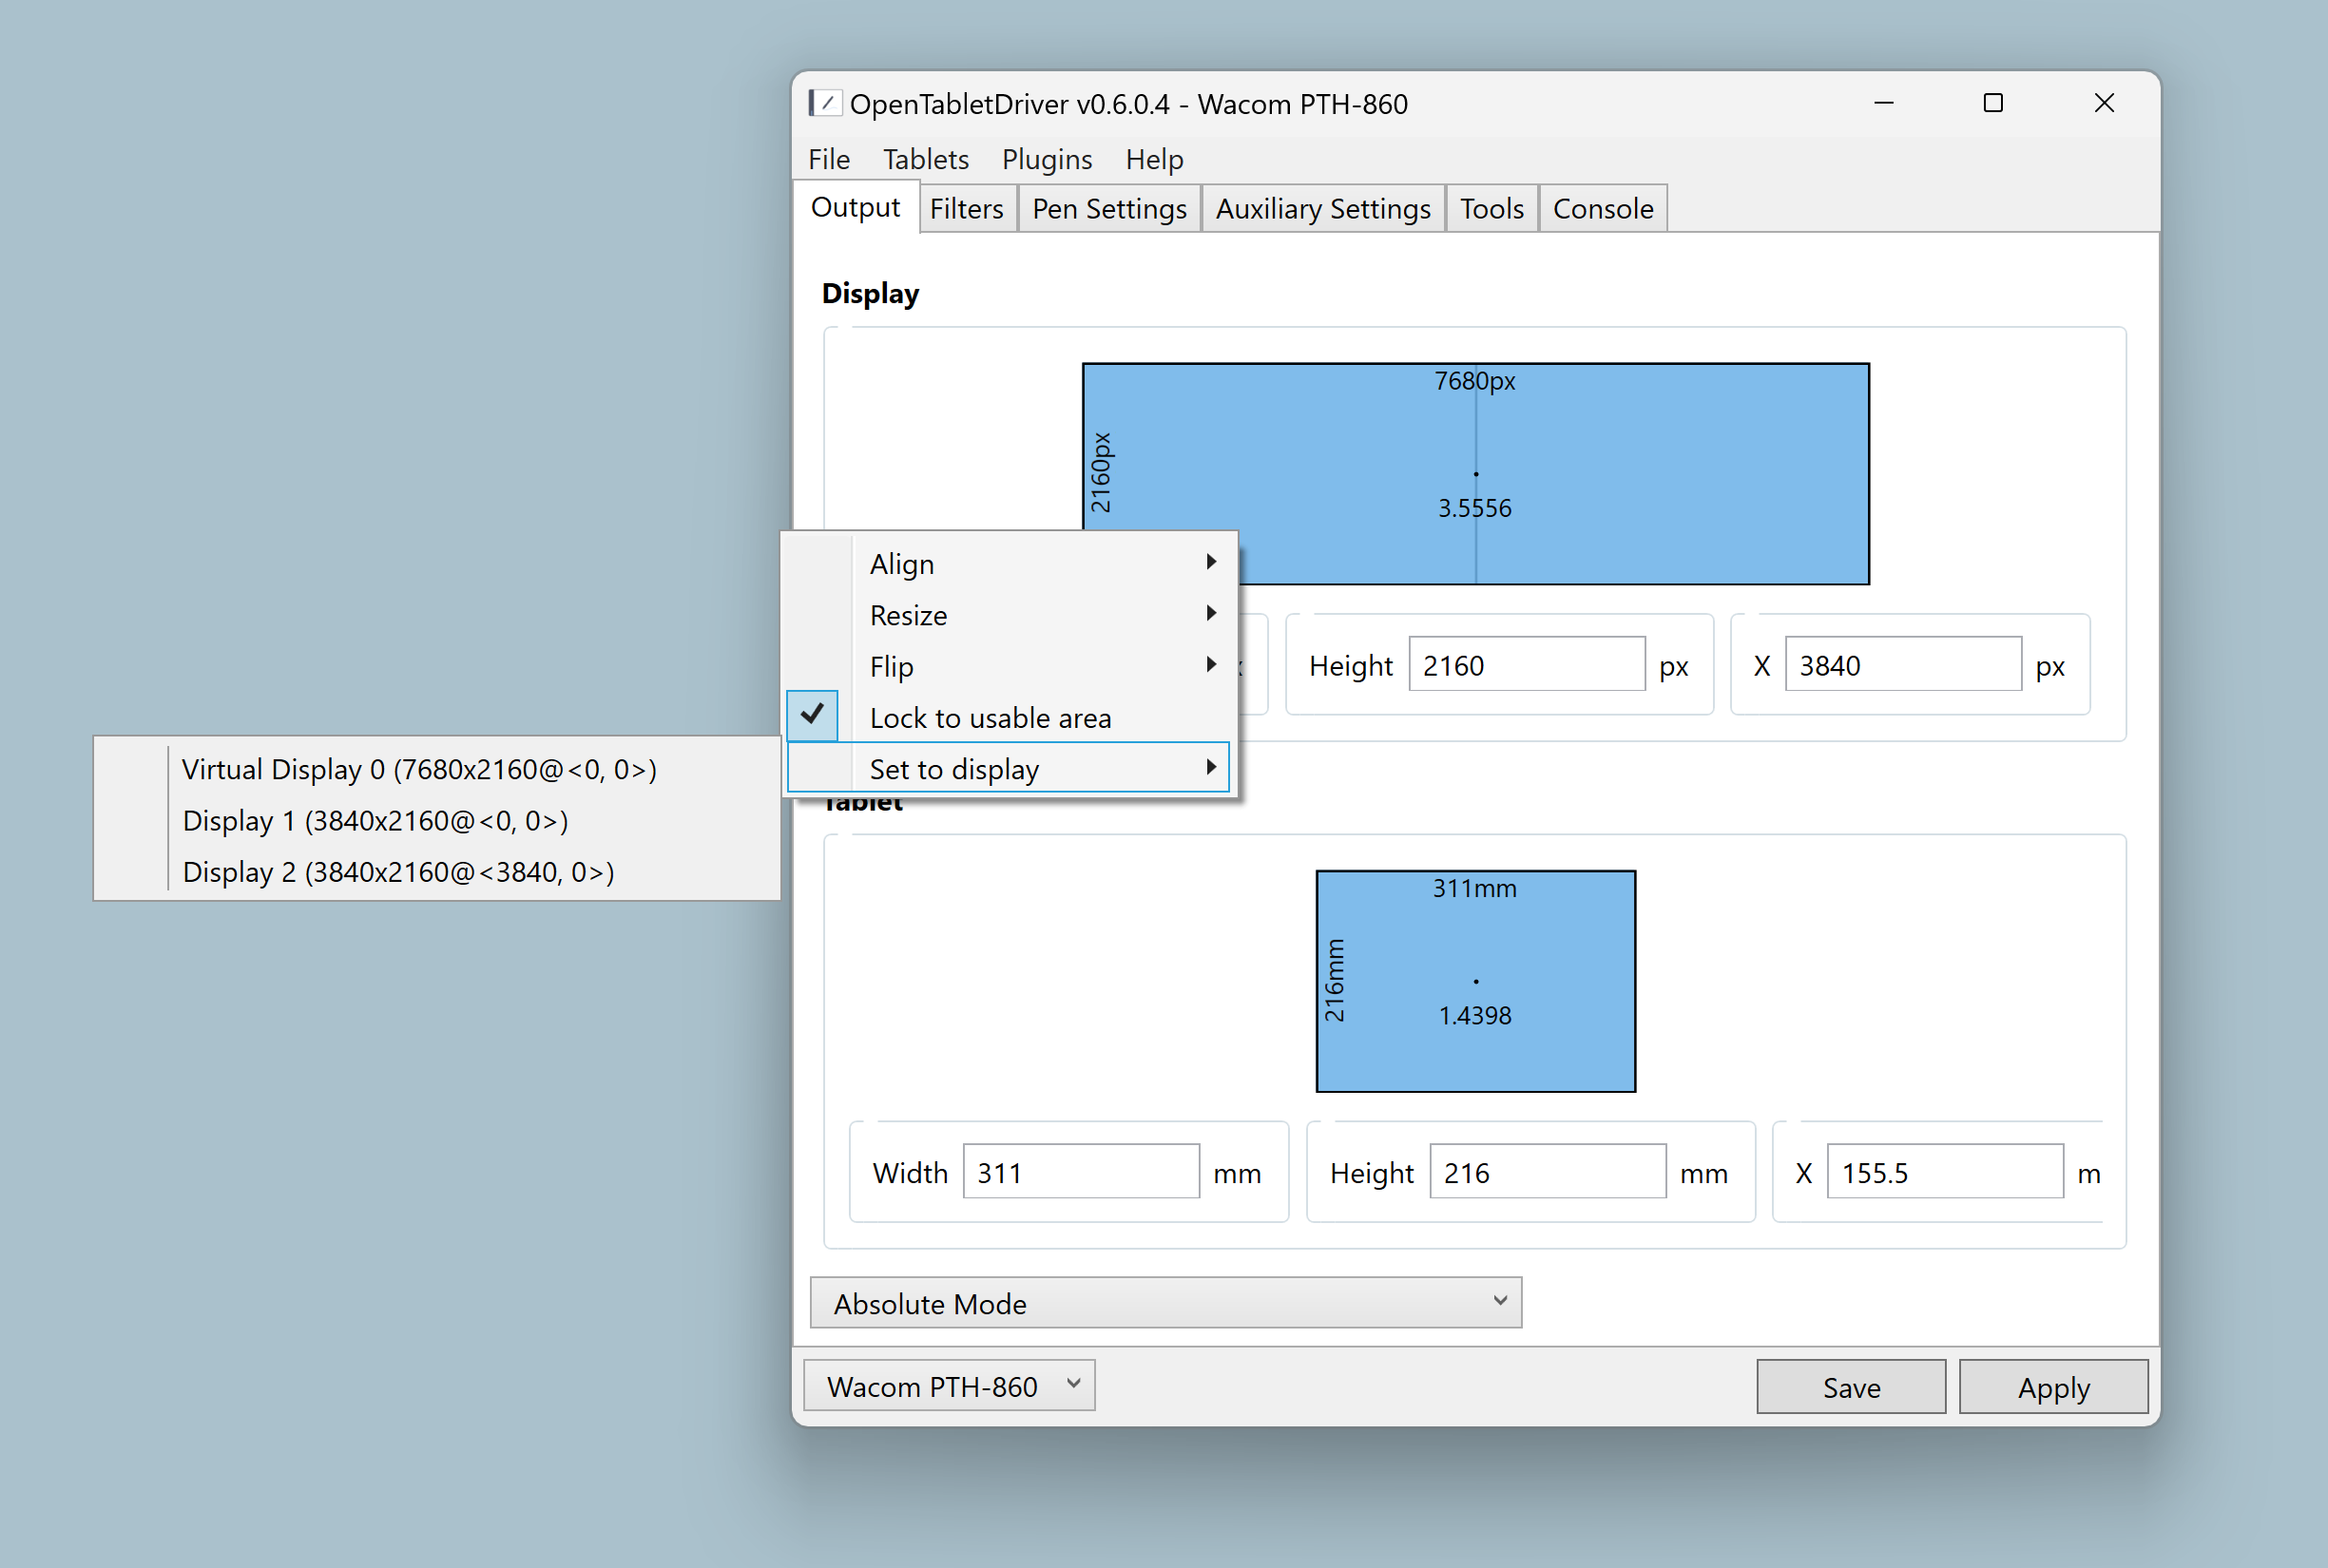 OpenTabletDriver v0.6.0.4 - Wacom PTH-860
File Tablets Plugins Help
Output Filters Pen Settings Auxiliary Settings Tools Console
Display
7680px
2160px
3.5556
Height 2160 px X 3840 px
Align
Resize
Flip
Lock to usable area
Set to display
Virtual Display 0 (7680x2160@<0, 0>)
Display 1 (3840x2160@<0, 0>)
Display 2 (3840x2160@<3840, 0>)
Tablet
311mm
216mm
1.4398
Width 311 mm Height 216 mm X 155.5 m
Absolute Mode
Wacom PTH-860 Save Apply